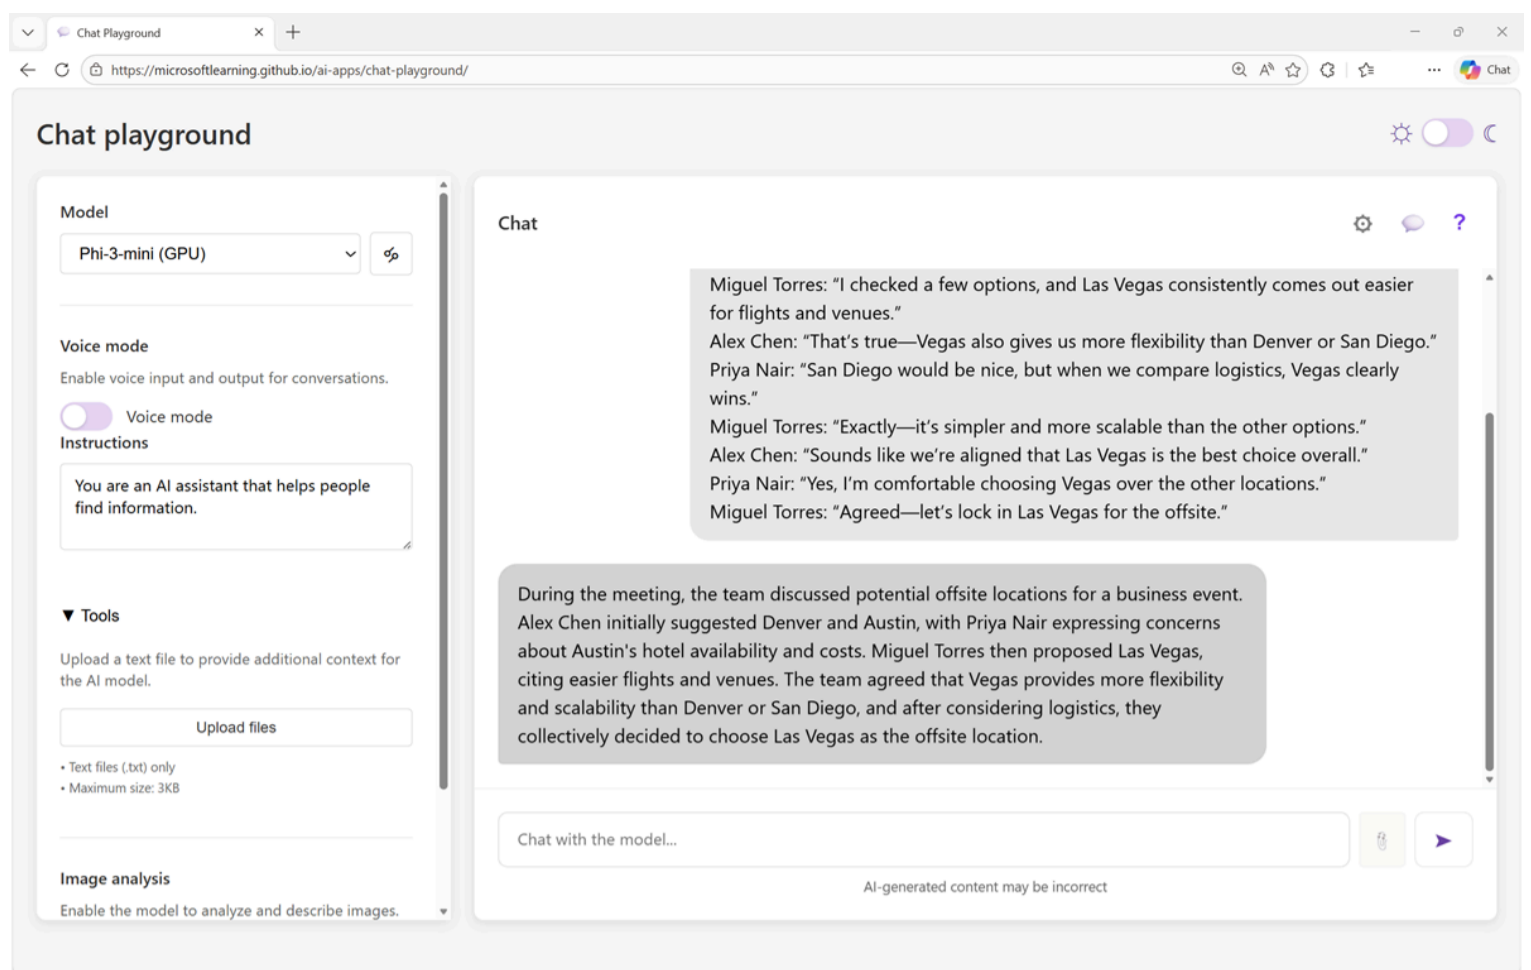 Chat Playground
https://microsoftlearning.github.io/ai-apps/chat-playground/
Chat
Chat playground
Model
Phi-3-mini (GPU)
Voice mode
Enable voice input and output for conversations.
Voice mode
Instructions
You are an AI assistant that helps people
find information.
▼ Tools
Upload a text file to provide additional context for
the AI model.
Upload files
• Text files (.txt) only
• Maximum size: 3KB
Image analysis
Enable the model to analyze and describe images.
Chat
?
Miguel Torres: “I checked a few options, and Las Vegas consistently comes out easier
for flights and venues.”
Alex Chen: “That’s true—Vegas also gives us more flexibility than Denver or San Diego.”
Priya Nair: “San Diego would be nice, but when we compare logistics, Vegas clearly
wins.”
Miguel Torres: “Exactly—it’s simpler and more scalable than the other options.”
Alex Chen: “Sounds like we’re aligned that Las Vegas is the best choice overall.”
Priya Nair: “Yes, I’m comfortable choosing Vegas over the other locations.”
Miguel Torres: “Agreed—let’s lock in Las Vegas for the offsite.”
During the meeting, the team discussed potential offsite locations for a business event.
Alex Chen initially suggested Denver and Austin, with Priya Nair expressing concerns
about Austin's hotel availability and costs. Miguel Torres then proposed Las Vegas,
citing easier flights and venues. The team agreed that Vegas provides more flexibility
and scalability than Denver or San Diego, and after considering logistics, they
collectively decided to choose Las Vegas as the offsite location.
Chat with the model...
AI-generated content may be incorrect